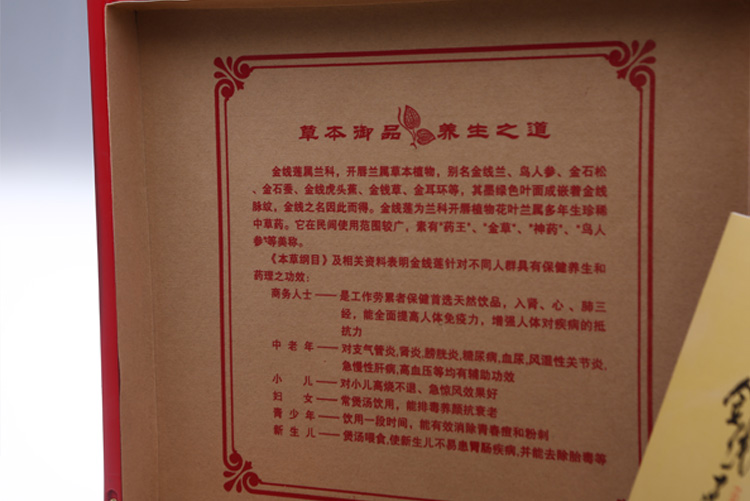 草本御品 养生之道
金线莲属兰科，开唇兰属草本植物，别名金线兰、鸟人参、金石松
、金石蚕、金线虎头蕉、金钱草、金耳环等，其墨绿色叶面成嵌着金线
脉纹，金线之名因此而得。金线莲为兰科开唇植物花叶兰属多年生珍稀
中草药。它在民间使用范围较广，素有“药王”、“金草”、“神药”、“鸟人
参”等美称。
《本草纲目》及相关资料表明金线莲针对不同人群具有保健养生和
药理之功效：
商务人士——是工作劳累者保健首选天然饮品，入肾、心、肺三
经，能全面提高人体免疫力，增强人体对疾病的抵
抗力
中老年——对支气管炎,肾炎,膀胱炎,糖尿病,血尿,风湿性关节炎,
急慢性肝病,高血压等均有辅助功效
小儿——对小儿高烧不退、急惊风效果好
妇女——常煲汤饮用，能排毒养颜抗衰老
青少年——饮用一段时间，能有效消除青春痘和粉刺
新生儿——煲汤喂食,使新生儿不易患胃肠疾病,并能去除胎毒等